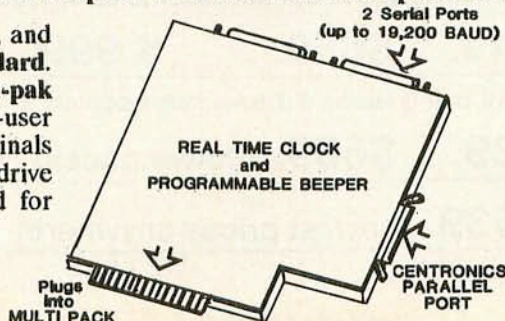 2 Serial Ports
(up to 19,200 BAUD)
, and
lard.
-pak
-user
inals
drive
d for
REAL TIME CLOCK
and
PROGRAMMABLE BEEPER
CENTRONICS
PARALLEL
PORT
Plugs
into
MULTI PACK